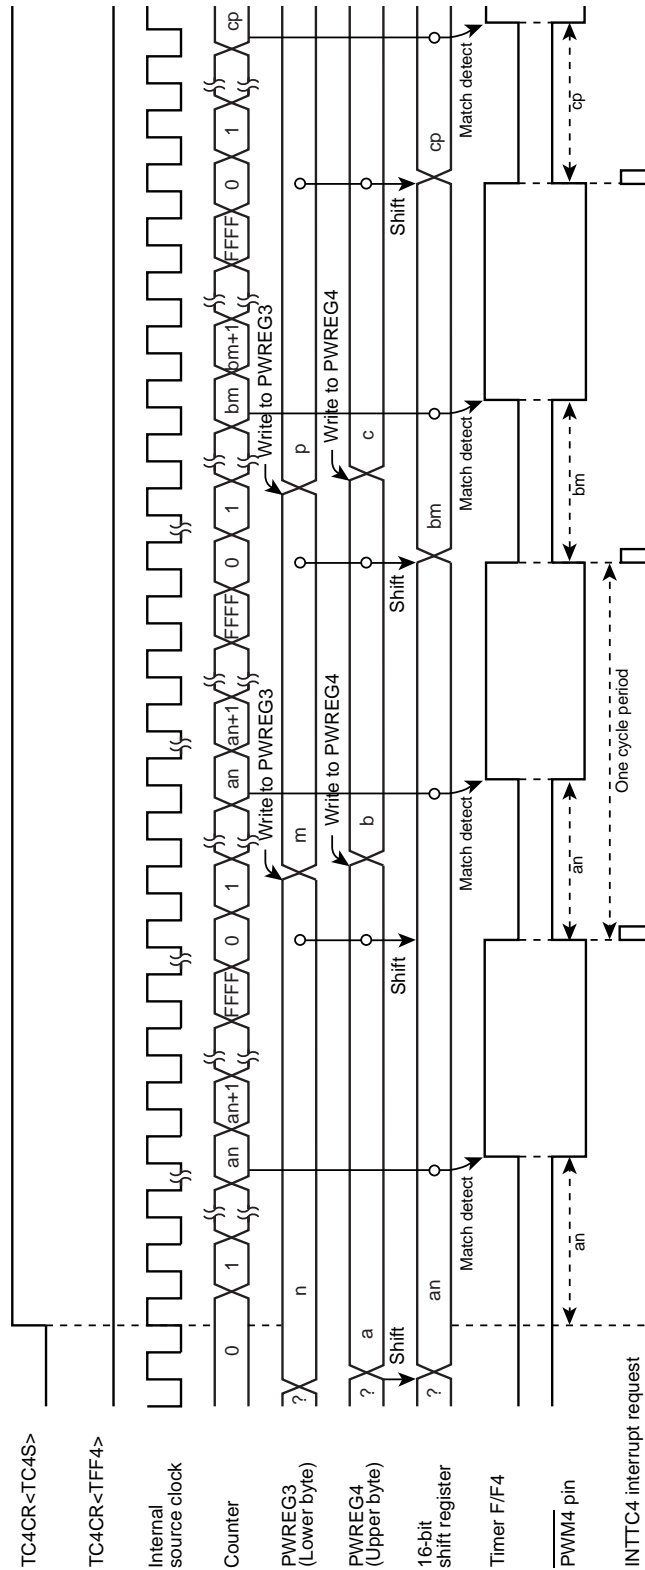 TC4CR<TC4S>
TC4CR<TFF4>
Internal
source clock
Counter
0
1
an
an+1
FFFF
0
1
an
an+1
FFFF
0
1
bm
bm+1
FFFF
0
1
cp
PWREG3
(Lower byte)
?
n
Write to PWREG3
m
Write to PWREG3
p
PWREG4
(Upper byte)
?
a
Write to PWREG4
b
Write to PWREG4
c
Shift
Shift
Shift
Shift
16-bit
shift register
?
an
bm
cp
Match detect
Match detect
Match detect
Match detect
Timer F/F4
PWM4 pin
an
an
bm
cp
One cycle period
INTTC4 interrupt request